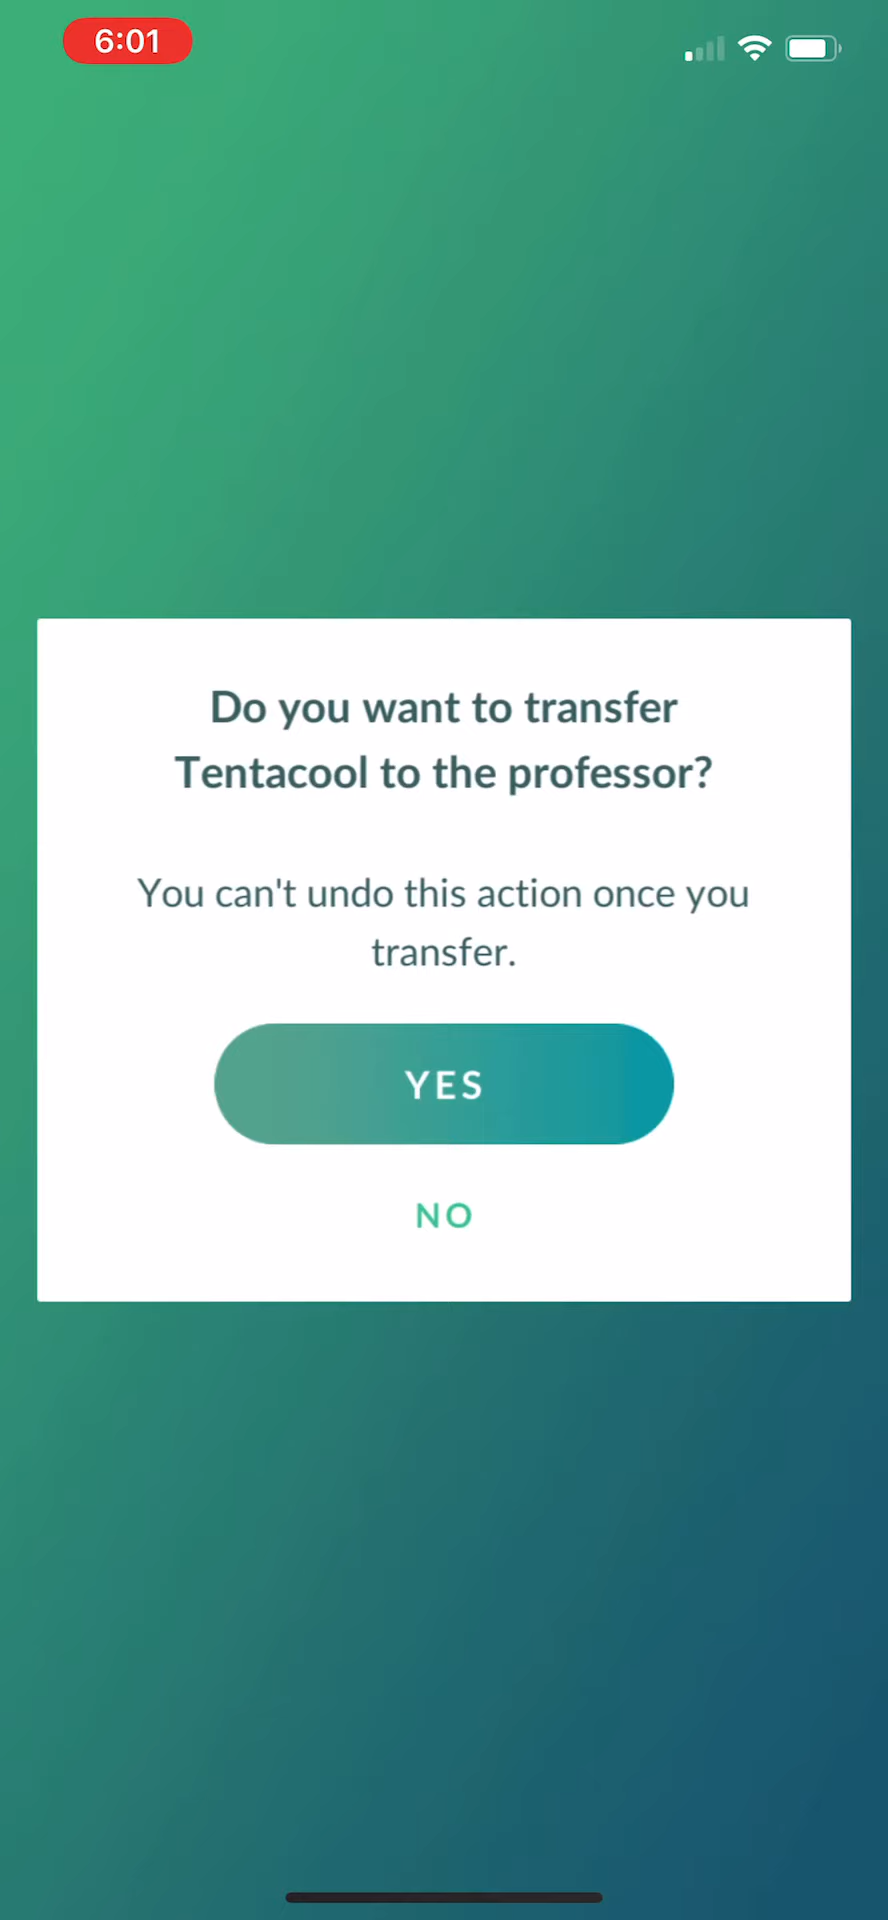 6:01
Do you want to transfer
Tentacool to the professor?
You can't undo this action once you
transfer.
YES
NO